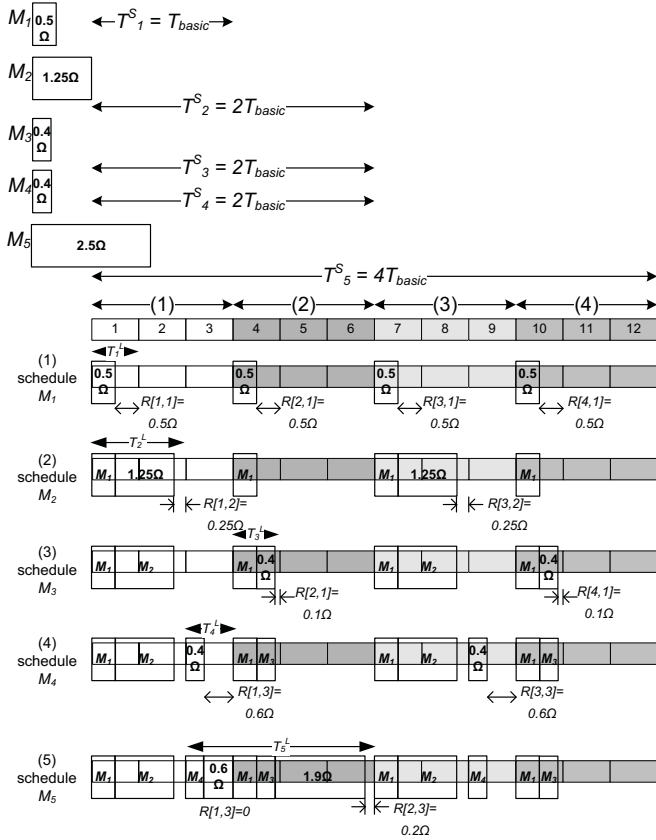 M1 0.5 Ω T^S_1 = T_basic
M2 1.25Ω
T^S_2 = 2T_basic
M3 0.4 Ω
T^S_3 = 2T_basic
M4 0.4 Ω T^S_4 = 2T_basic
M5 2.5Ω
T^S_5 = 4T_basic
(1) (2) (3) (4)
1 2 3 4 5 6 7 8 9 10 11 12
T1^L
(1) schedule M1
0.5 Ω 0.5 Ω 0.5 Ω 0.5 Ω
R[1,1]= 0.5Ω R[2,1]= 0.5Ω R[3,1]= 0.5Ω R[4,1]= 0.5Ω
T2^L
(2) schedule M2
M1 1.25Ω M1 M1 1.25Ω M1
R[1,2]= 0.25Ω R[3,2]= 0.25Ω
T3^L
(3) schedule M3
M1 M2 M1 0.4 Ω M1 M2 M1 0.4 Ω
R[2,1]= 0.1Ω R[4,1]= 0.1Ω
T4^L
(4) schedule M4
M1 M2 0.4 Ω M1 M3 M1 M2 0.4 Ω M1 M3
R[1,3]= 0.6Ω R[3,3]= 0.6Ω
T5^L
(5) schedule M5
M1 M2 M4 0.6 Ω M1 M3 1.9Ω M1 M2 M4 M1 M3
R[1,3]=0 R[2,3]= 0.2Ω